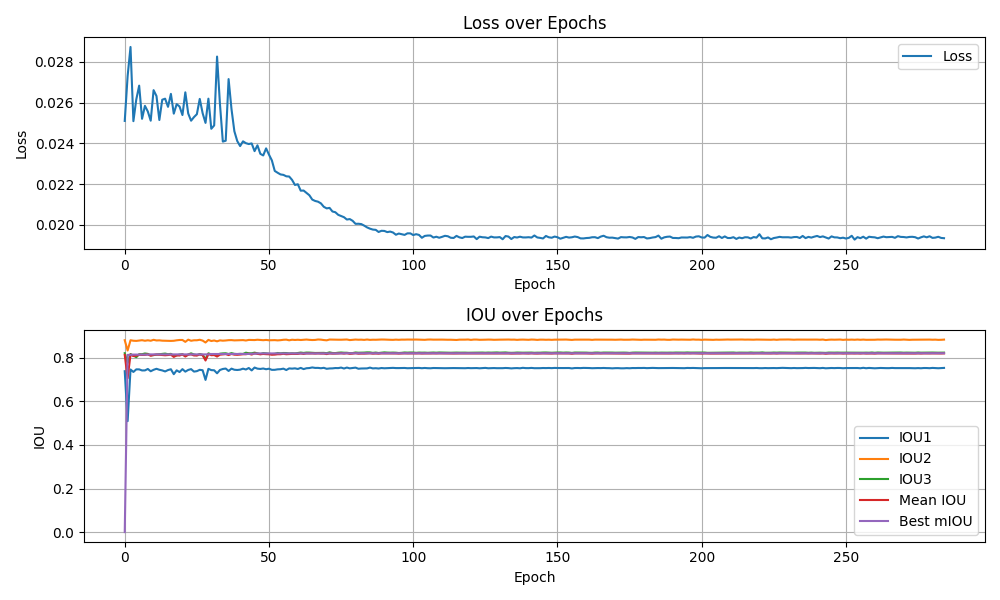 Loss over Epochs
0.028
0.026
0.024
0.022
0.020
Loss
Loss
0 50 100 150 200 250
Epoch
IOU over Epochs
0.8
0.6
0.4
0.2
0.0
IOU
IOU1
IOU2
IOU3
Mean IOU
Best mIOU
0 50 100 150 200 250
Epoch